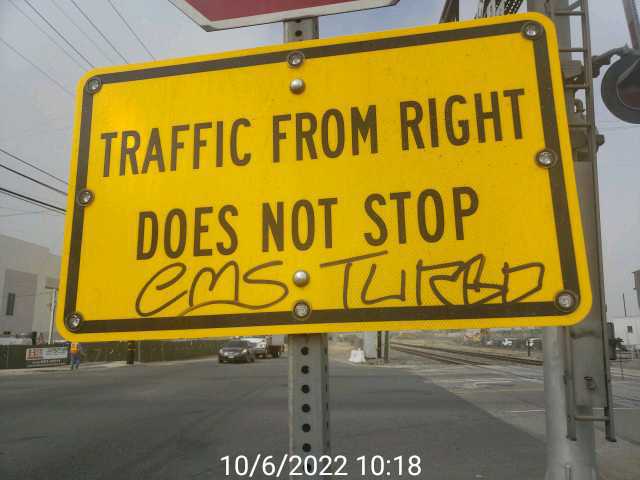 TRAFFIC FROM RIGHT
DOES NOT STOP
CMS TURBO
10/6/2022 10:18